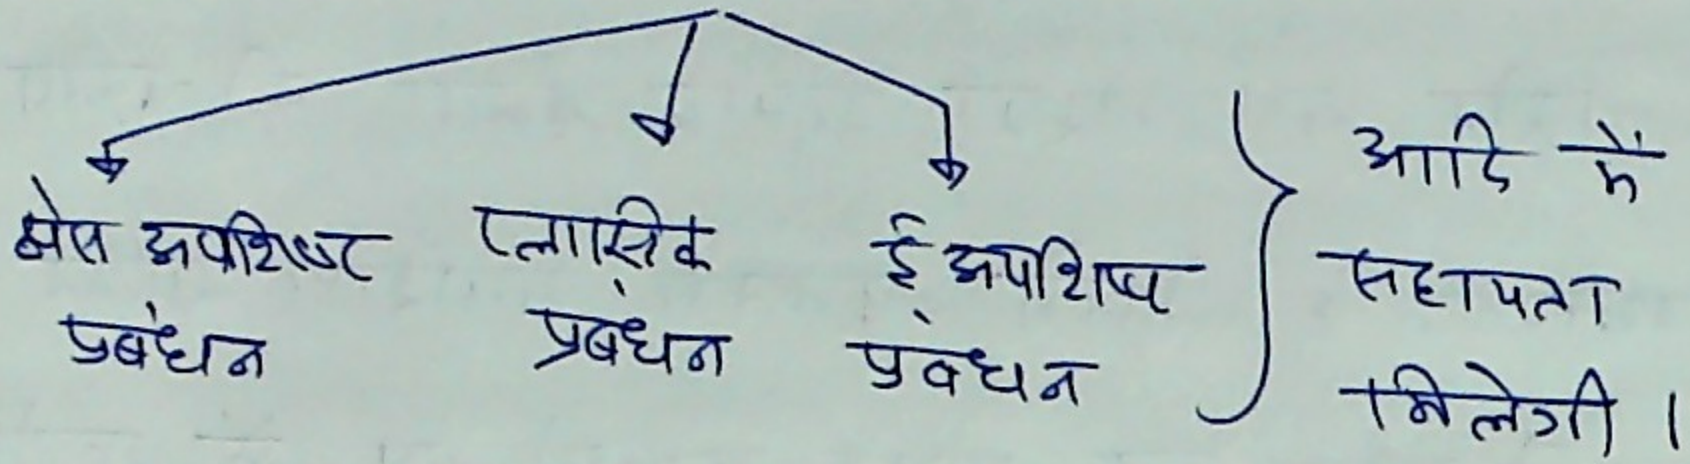 ठोस अपशिष्ट प्लास्टिक ई अपशिष्ट आदि में
प्रबंधन प्रबंधन प्रबंधन सहायता
मिलेगी।